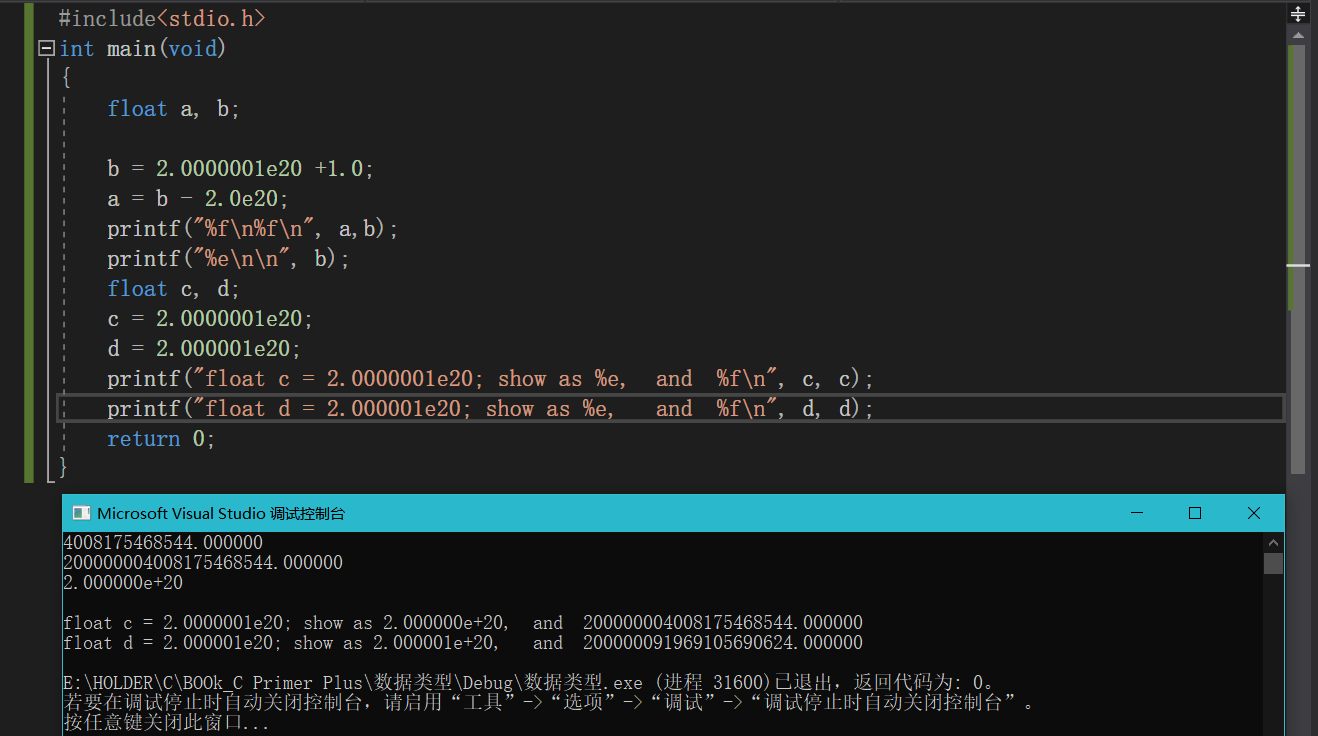 #include<stdio.h>
int main(void)
{
float a, b;
b = 2.0000001e20 +1.0;
a = b - 2.0e20;
printf("%f\n%f\n", a,b);
printf("%e\n\n", b);
float c, d;
c = 2.0000001e20;
d = 2.000001e20;
printf("float c = 2.0000001e20; show as %e,  and  %f\n", c, c);
printf("float d = 2.000001e20; show as %e,   and  %f\n", d, d);
return 0;
}
Microsoft Visual Studio 调试控制台
4008175468544.000000
200000004008175468544.000000
2.000000e+20
float c = 2.0000001e20; show as 2.000000e+20,  and  200000004008175468544.000000
float d = 2.000001e20; show as 2.000001e+20,   and  200000091969105690624.000000
E:\HOLDER\C\BOOk_C Primer Plus\数据类型\Debug\数据类型.exe (进程 31600)已退出，返回代码为: 0。
若要在调试停止时自动关闭控制台，请启用“工具”->“选项”->“调试”->“调试停止时自动关闭控制台”。
按任意键关闭此窗口...